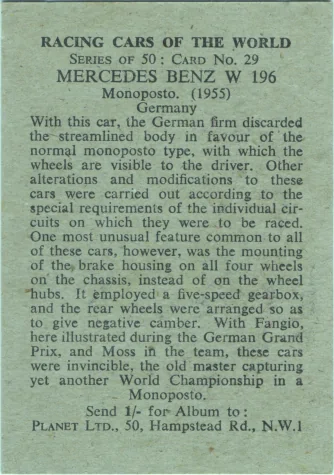 RACING CARS OF THE WORLD
SERIES OF 50: CARD NO. 29
MERCEDES BENZ W 196
Monoposto. (1955)
Germany
With this car, the German firm discarded
the streamlined body in favour of the
normal monoposto type, with which the
wheels are visible to the driver. Other
alterations and modifications to these
cars were carried out according to the
special requirements of the individual cir-
cuits on which they were to be raced.
One most unusual feature common to all
of these cars, however, was the mounting
of the brake housing on all four wheels
on the chassis, instead of on the wheel
hubs. It employed a five-speed gearbox,
and the rear wheels were arranged so as
to give negative camber. With Fangio,
here illustrated during the German Grand
Prix, and Moss in the team, these cars
were invincible, the old master capturing
yet another World Championship in a
Monoposto.
Send 1/- for Album to:
PLANET LTD., 50, Hampstead Rd., N.W.1